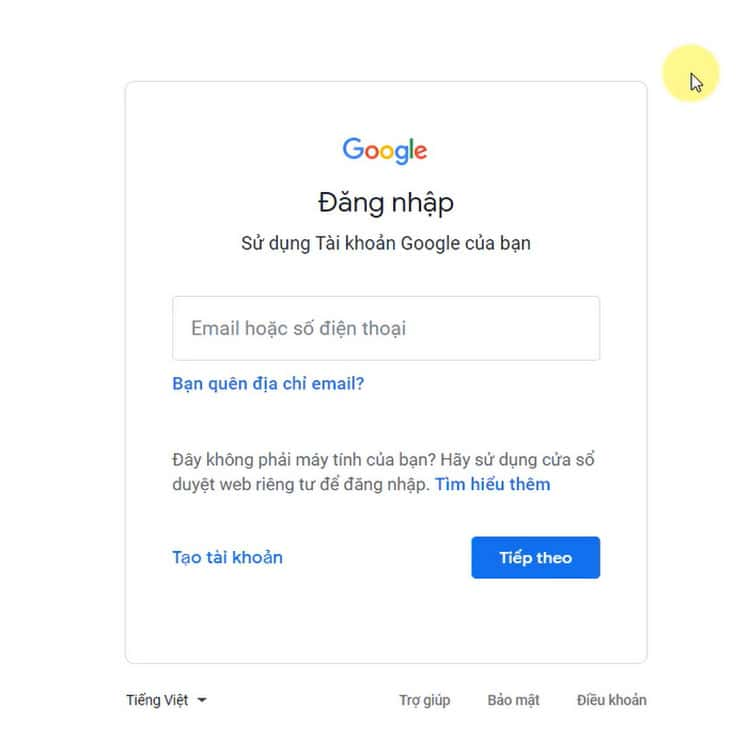 Google
Đăng nhập
Sử dụng Tài khoản Google của bạn
Email hoặc số điện thoại
Bạn quên địa chỉ email?
Đây không phải máy tính của bạn? Hãy sử dụng cửa sổ
duyệt web riêng tư để đăng nhập. Tìm hiểu thêm
Tạo tài khoản
Tiếp theo
Tiếng Việt
Trợ giúp
Bảo mật
Điều khoản